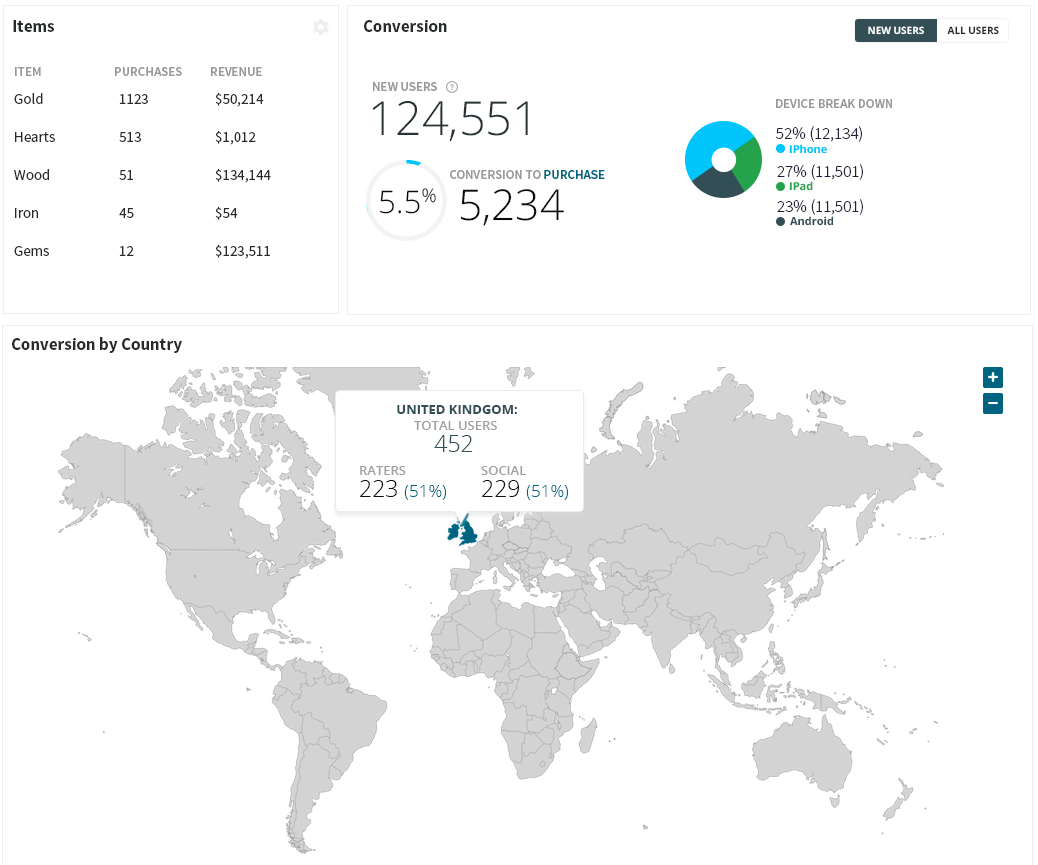 Items
ITEM PURCHASES REVENUE
Gold 1123 $50,214
Hearts 513 $1,012
Wood 51 $134,144
Iron 45 $54
Gems 12 $123,511
Conversion
NEW USERS ALL USERS
NEW USERS ?
124,551
5.5%
CONVERSION TO PURCHASE
5,234
DEVICE BREAK DOWN
52% (12,134)
IPhone
27% (11,501)
IPad
23% (11,501)
Android
Conversion by Country
+
−
UNITED KINDGOM:
TOTAL USERS
452
RATERS SOCIAL
223 (51%) 229 (51%)